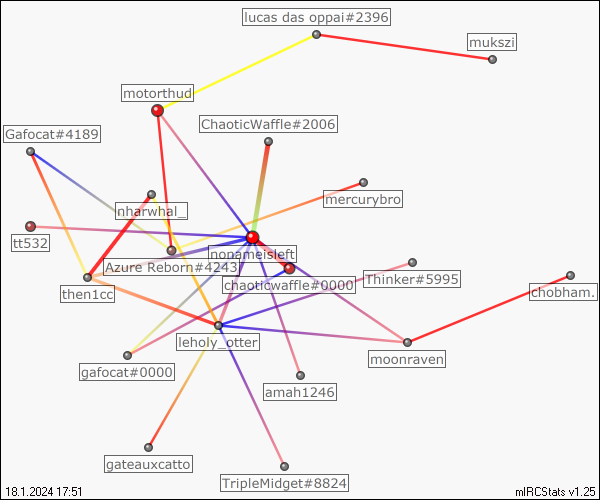 lucas das oppai#2396
mukszi
motorthud
ChaoticWaffle#2006
Gafocat#4189
mercurybro
nharwhal_
tt532
nonameisleft
Azure Reborn#4243
Thinker#5995
chaoticwaffle#0000
then1cc
chobham.
leholy_otter
moonraven
gafocat#0000
amah1246
gateauxcatto
TripleMidget#8824
18.1.2024 17:51
mIRCStats v1.25